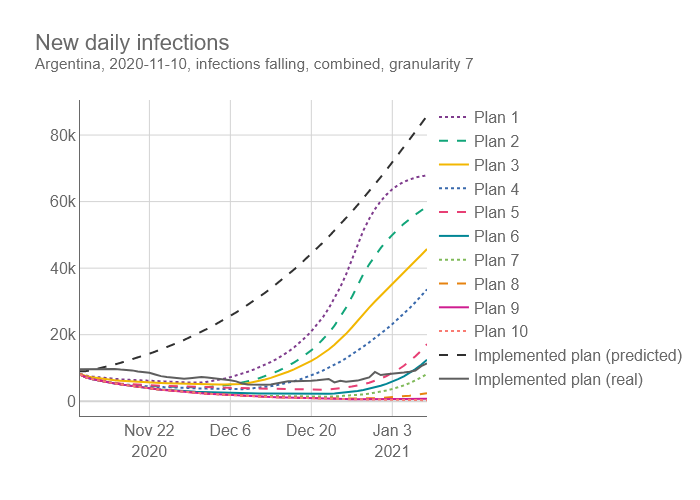 New daily infections
Argentina, 2020-11-10, infections falling, combined, granularity 7
80k
60k
40k
20k
0
Nov 22
2020
Dec 6
Dec 20
Jan 3
2021
Plan 1
Plan 2
Plan 3
Plan 4
Plan 5
Plan 6
Plan 7
Plan 8
Plan 9
Plan 10
Implemented plan (predicted)
Implemented plan (real)